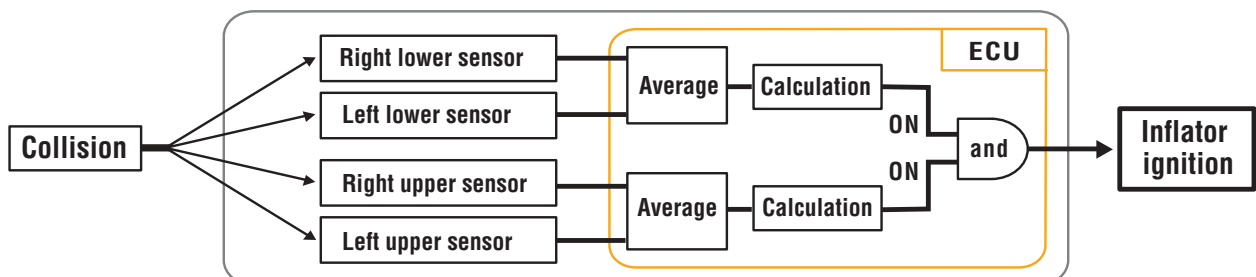 Collision
Right lower sensor
Left lower sensor
Right upper sensor
Left upper sensor
ECU
Average
Calculation
ON
Average
Calculation
ON
and
Inflator
ignition